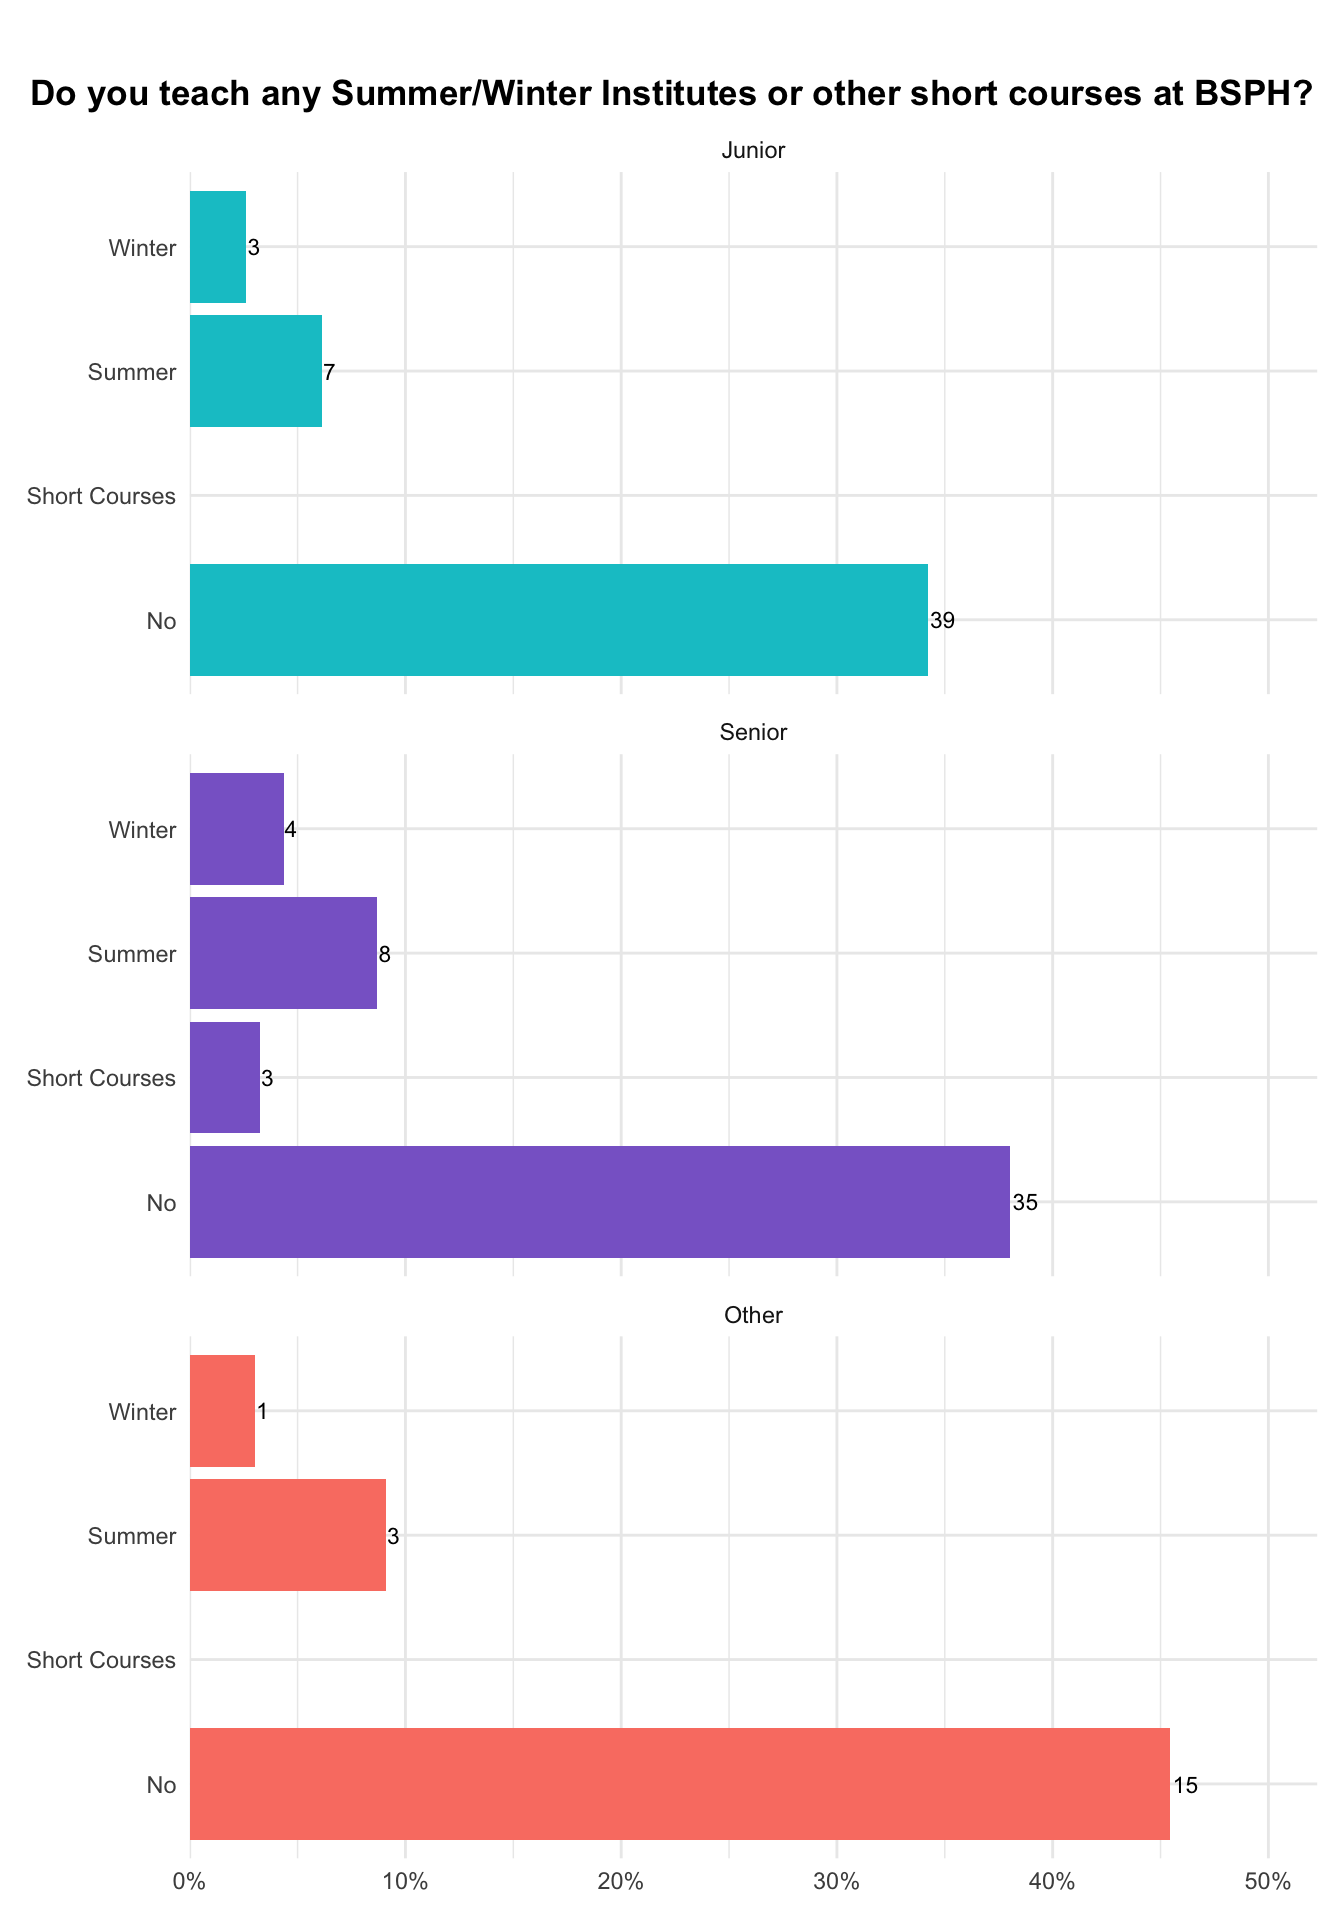 Do you teach any Summer/Winter Institutes or other short courses at BSPH?
Junior
Winter
3
Summer
7
Short Courses
No
39
Senior
Winter
4
Summer
8
Short Courses
3
No
35
Other
Winter
1
Summer
3
Short Courses
No
15
0% 10% 20% 30% 40% 50%